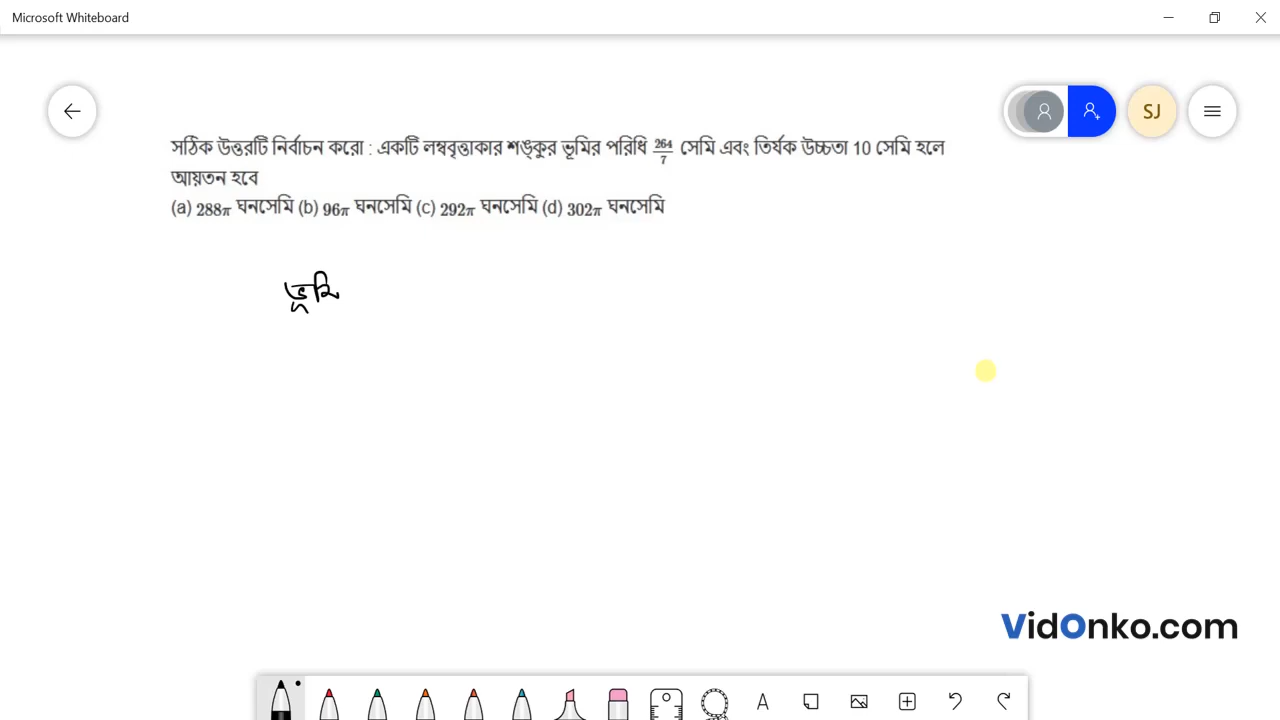 Microsoft Whiteboard
SJ
সঠিক উত্তরটি নির্বাচন করো : একটি লম্ববৃত্তাকার শঙ্কুর ভূমির পরিধি 264/7 সেমি এবং তির্ষক উচ্চতা 10 সেমি হলে
আয়তন হবে
(a) 288π ঘনসেমি (b) 96π ঘনসেমি (c) 292π ঘনসেমি (d) 302π ঘনসেমি
ভূমি
VidOnko.com
A